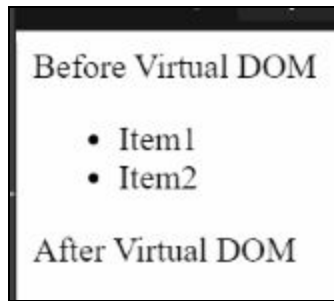 Before Virtual DOM
• Item1
• Item2
After Virtual DOM